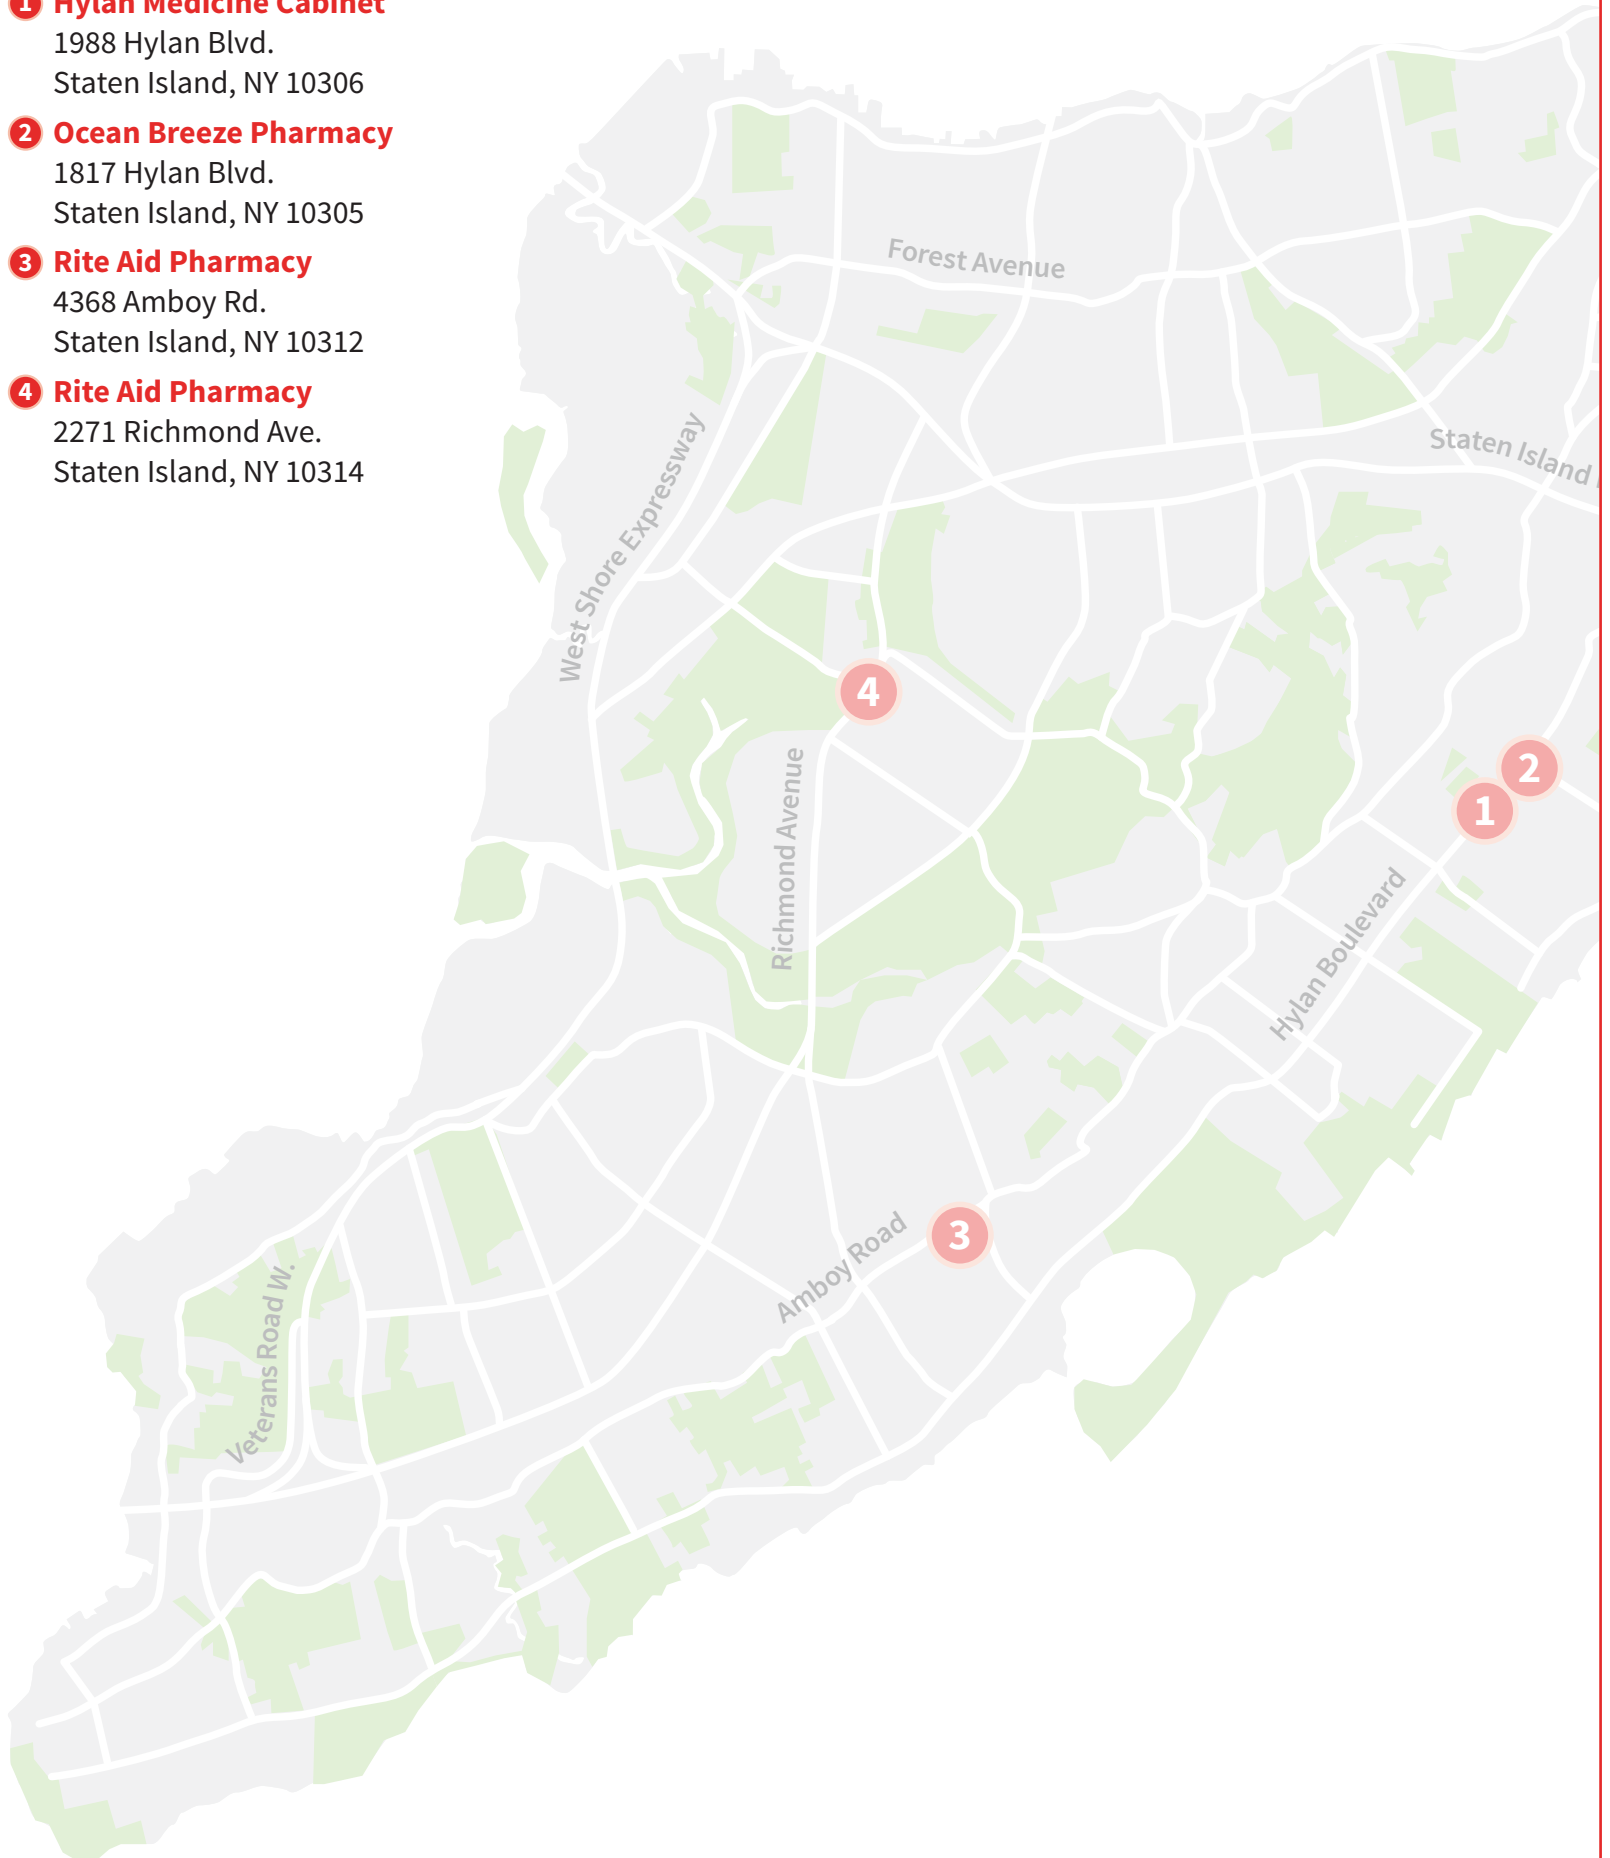 1 Hylan Medicine Cabinet
1988 Hylan Blvd.
Staten Island, NY 10306
2 Ocean Breeze Pharmacy
1817 Hylan Blvd.
Staten Island, NY 10305
3 Rite Aid Pharmacy
4368 Amboy Rd.
Staten Island, NY 10312
4 Rite Aid Pharmacy
2271 Richmond Ave.
Staten Island, NY 10314
Forest Avenue
Staten Island
West Shore Expressway
4
2
1
Richmond Avenue
Hylan Boulevard
3
Amboy Road
Veterans Road W.